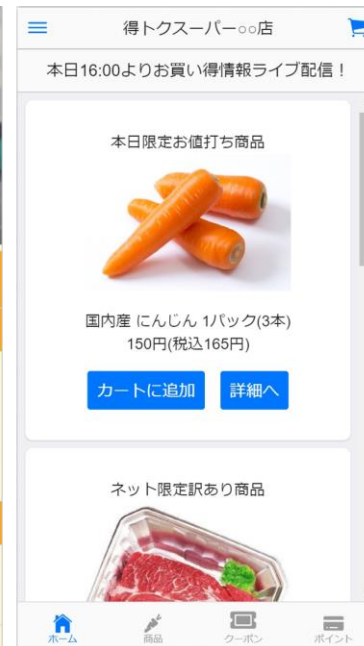 得トクスーパー○○店
本日16:00よりお買い得情報ライブ配信！
本日限定お値打ち商品
国内産 にんじん 1パック(3本)
150円(税込165円)
カートに追加 詳細へ
ネット限定訳あり商品
ホーム 商品 クーポン ポイント